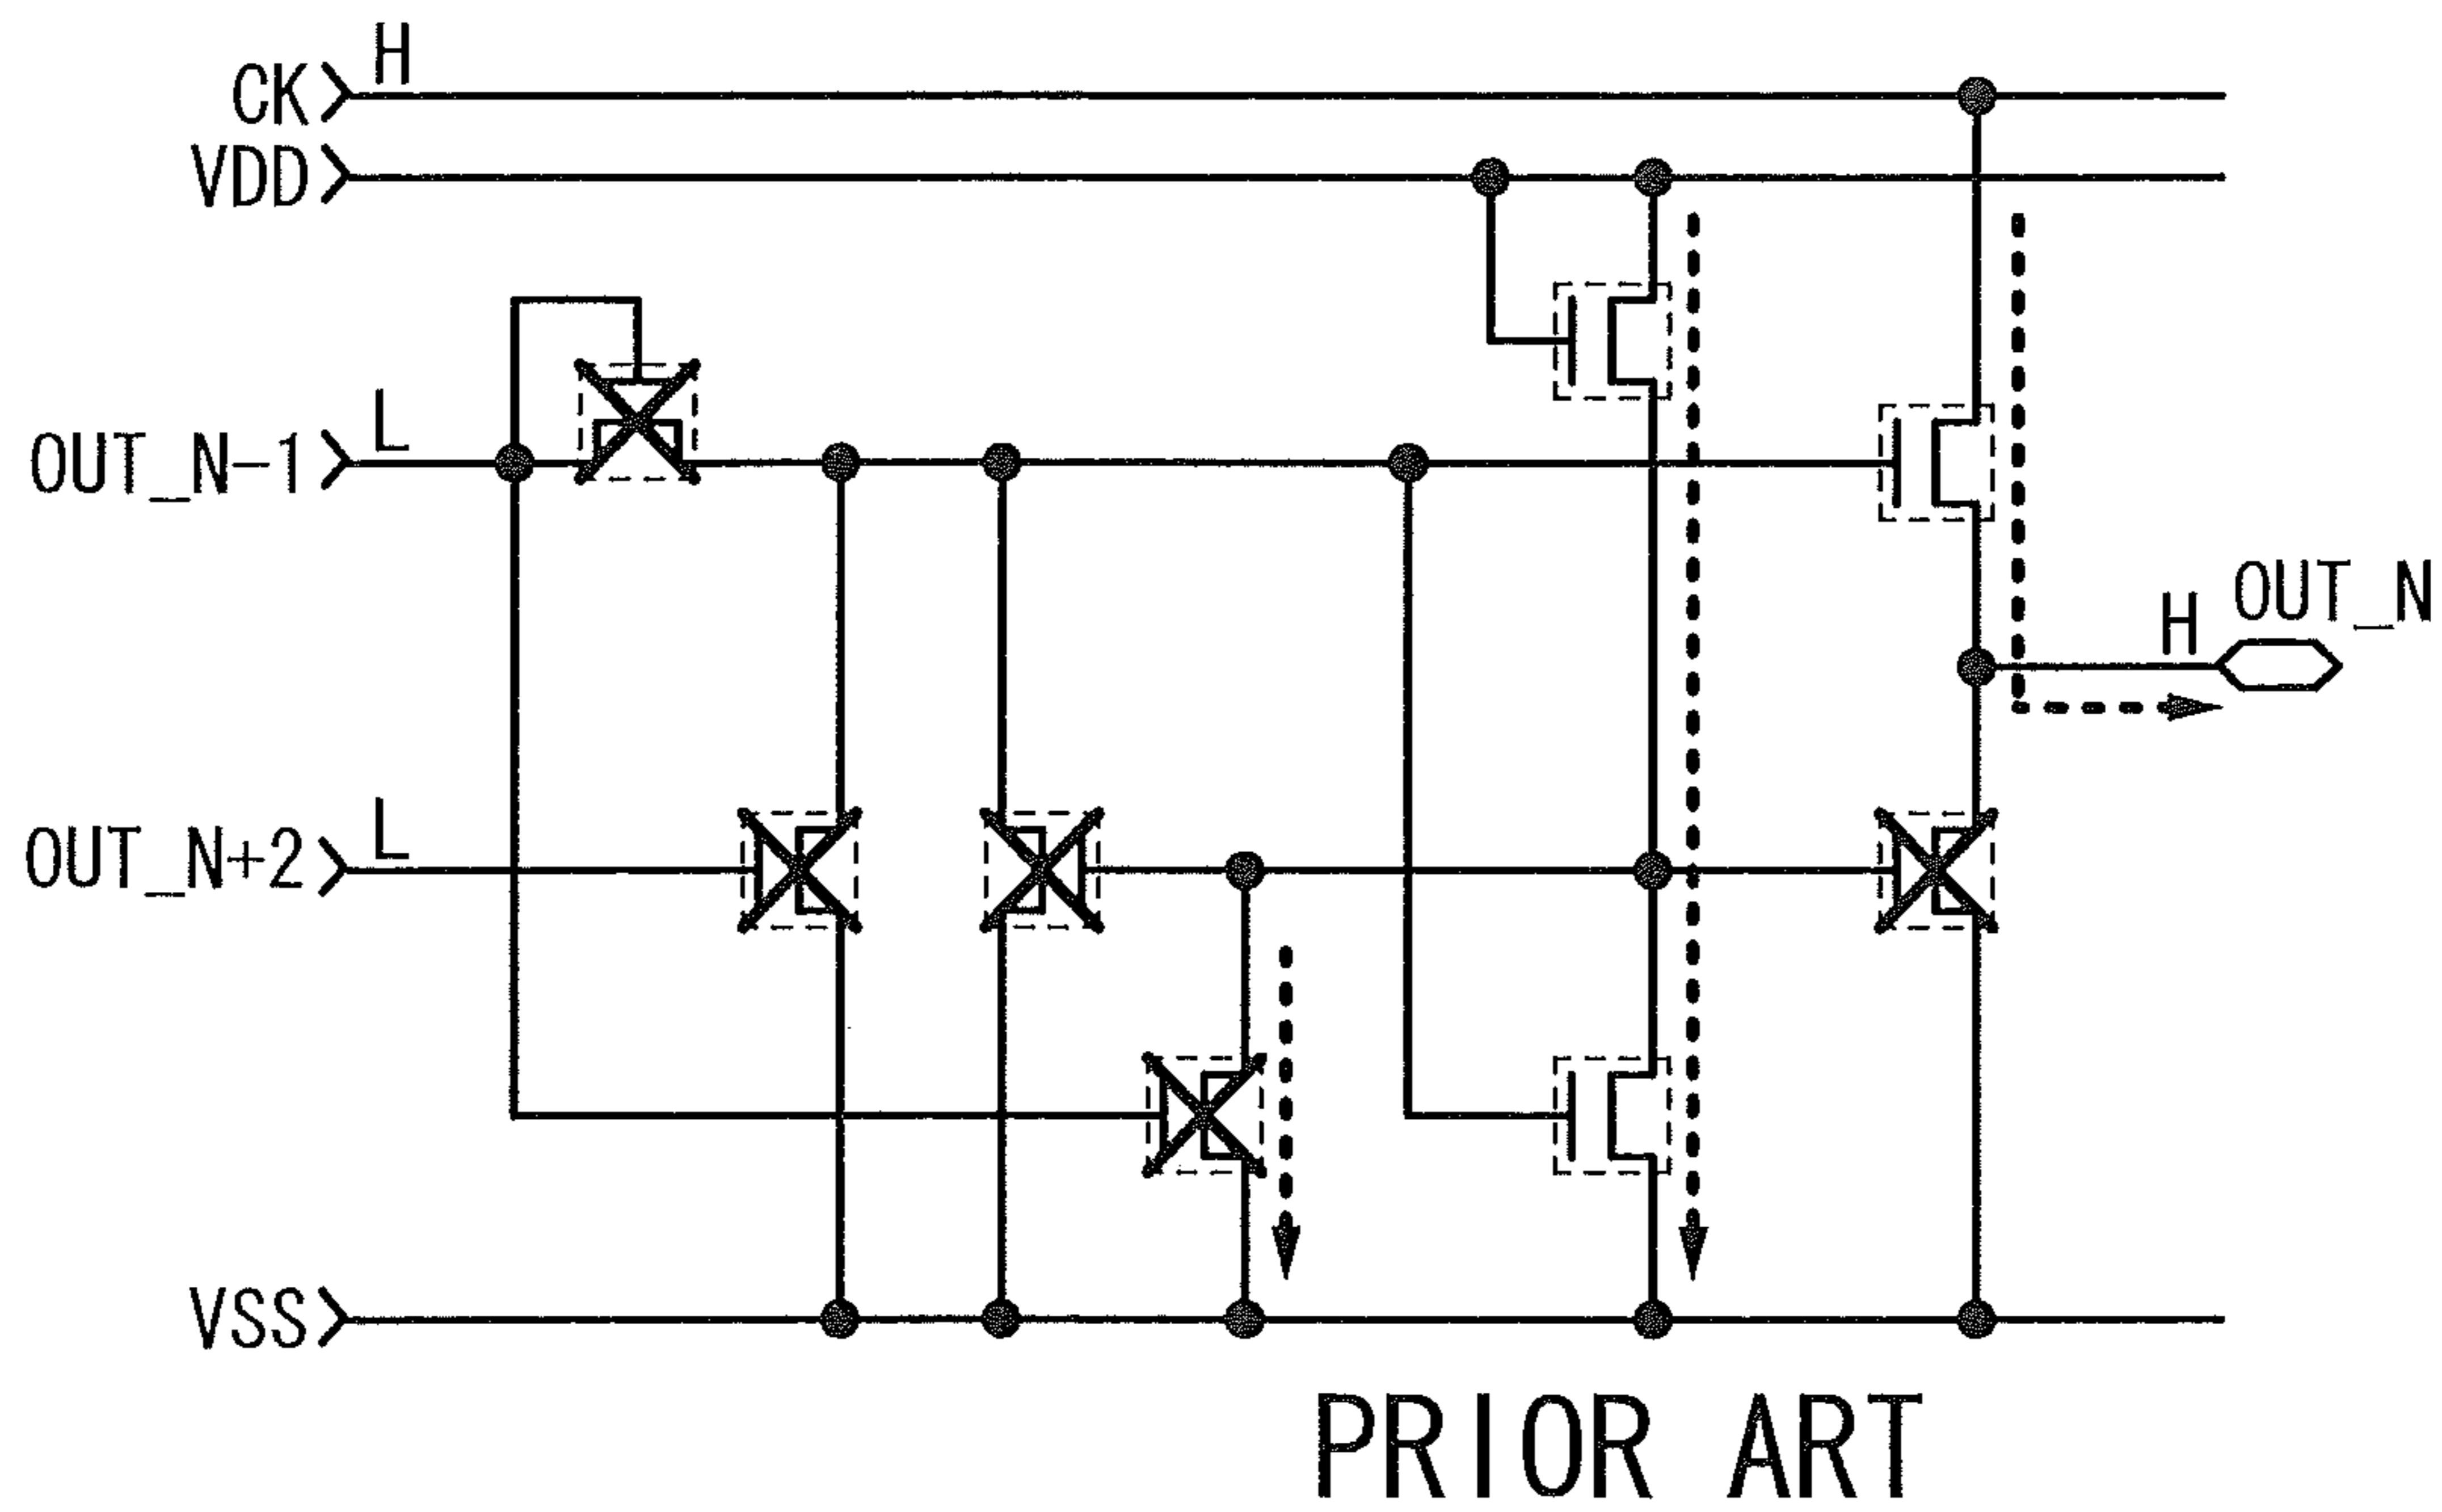 H
CK
VDD
L
OUT_N-1
OUT_N
H
L
OUT_N+2
VSS
PRIOR ART